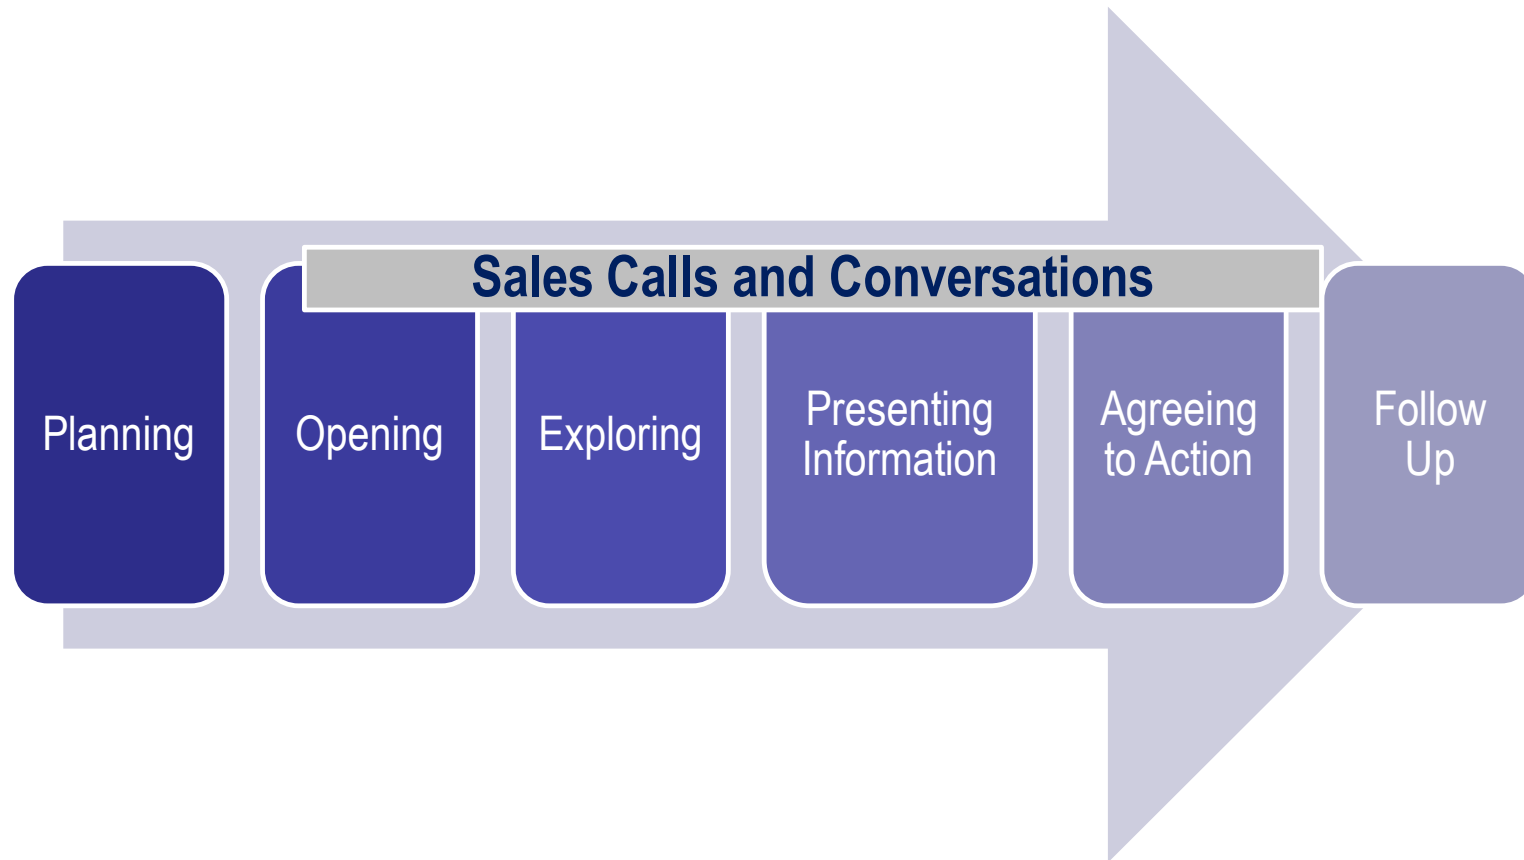 Sales Calls and Conversations
Planning
Opening
Exploring
Presenting
Information
Agreeing
to Action
Follow
Up